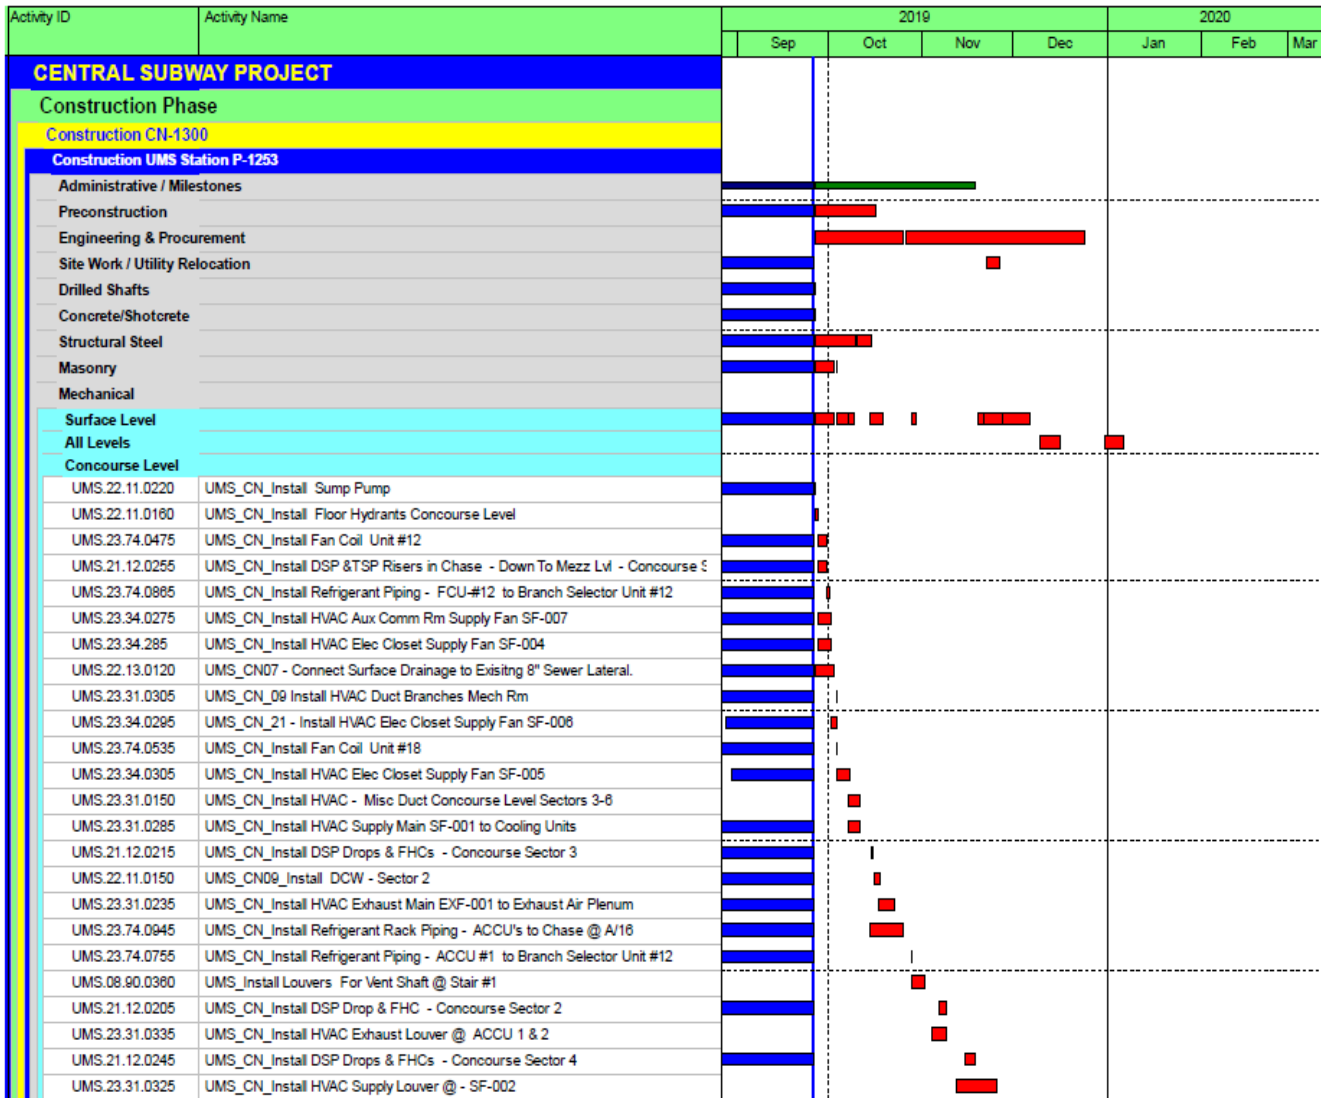 Activity ID Activity Name 2019 2020
Sep Oct Nov Dec Jan Feb Mar
CENTRAL SUBWAY PROJECT
Construction Phase
Construction CN-1300
Construction UMS Station P-1253
Administrative / Milestones
Preconstruction
Engineering & Procurement
Site Work / Utility Relocation
Drilled Shafts
Concrete/Shotcrete
Structural Steel
Masonry
Mechanical
Surface Level
All Levels
Concourse Level
UMS.22.11.0220 UMS_CN_Install Sump Pump
UMS.22.11.0160 UMS_CN_Install Floor Hydrants Concourse Level
UMS.23.74.0475 UMS_CN_Install Fan Coil Unit #12
UMS.21.12.0255 UMS_CN_Install DSP &TSP Risers in Chase - Down To Mezz Lvl - Concourse S
UMS.23.74.0865 UMS_CN_Install Refrigerant Piping - FCU-#12 to Branch Selector Unit #12
UMS.23.34.0275 UMS_CN_Install HVAC Aux Comm Rm Supply Fan SF-007
UMS.23.34.285 UMS_CN_Install HVAC Elec Closet Supply Fan SF-004
UMS.22.13.0120 UMS_CN07 - Connect Surface Drainage to Exisitng 8" Sewer Lateral.
UMS.23.31.0305 UMS_CN_09 Install HVAC Duct Branches Mech Rm
UMS.23.34.0295 UMS_CN_21 - Install HVAC Elec Closet Supply Fan SF-006
UMS.23.74.0535 UMS_CN_Install Fan Coil Unit #18
UMS.23.34.0305 UMS_CN_Install HVAC Elec Closet Supply Fan SF-005
UMS.23.31.0150 UMS_CN_Install HVAC - Misc Duct Concourse Level Sectors 3-6
UMS.23.31.0285 UMS_CN_Install HVAC Supply Main SF-001 to Cooling Units
UMS.21.12.0215 UMS_CN_Install DSP Drops & FHCs - Concourse Sector 3
UMS.22.11.0150 UMS_CN09_Install DCW - Sector 2
UMS.23.31.0235 UMS_CN_Install HVAC Exhaust Main EXF-001 to Exhaust Air Plenum
UMS.23.74.0945 UMS_CN_Install Refrigerant Rack Piping - ACCU's to Chase @ A/16
UMS.23.74.0755 UMS_CN_Install Refrigerant Piping - ACCU #1 to Branch Selector Unit #12
UMS.08.90.0360 UMS_Install Louvers For Vent Shaft @ Stair #1
UMS.21.12.0205 UMS_CN_Install DSP Drop & FHC - Concourse Sector 2
UMS.23.31.0335 UMS_CN_Install HVAC Exhaust Louver @ ACCU 1 & 2
UMS.21.12.0245 UMS_CN_Install DSP Drops & FHCs - Concourse Sector 4
UMS.23.31.0325 UMS_CN_Install HVAC Supply Louver @ - SF-002